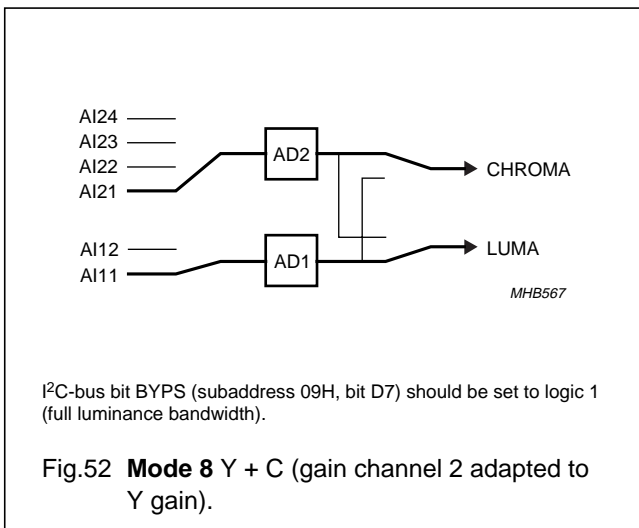 AI24
AI23
AI22
AI21
AD2
CHROMA
AI12
AI11
AD1
LUMA
MHB567
I²C-bus bit BYPS (subaddress 09H, bit D7) should be set to logic 1
(full luminance bandwidth).
Fig.52 Mode 8 Y + C (gain channel 2 adapted to
Y gain).